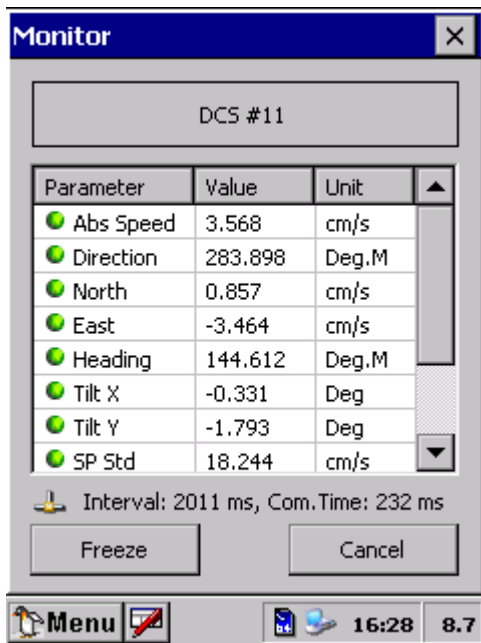 Monitor
DCS #11
Parameter Value Unit
Abs Speed 3.568 cm/s
Direction 283.898 Deg.M
North 0.857 cm/s
East -3.464 cm/s
Heading 144.612 Deg.M
Tilt X -0.331 Deg
Tilt Y -1.793 Deg
SP Std 18.244 cm/s
Interval: 2011 ms, Com.Time: 232 ms
Freeze Cancel
Menu 16:28 8.7